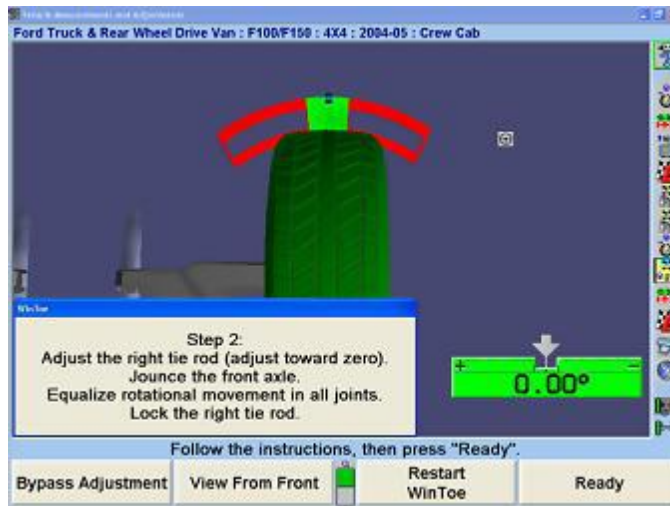 Ford Truck & Rear Wheel Drive Van : F100/F150 : 4X4 : 2004-05 : Crew Cab
WinToe
Step 2:
Adjust the right tie rod (adjust toward zero).
Jounce the front axle.
Equalize rotational movement in all joints.
Lock the right tie rod.
+ −
0.00°
Follow the instructions, then press "Ready".
Bypass Adjustment
View From Front
Restart
WinToe
Ready